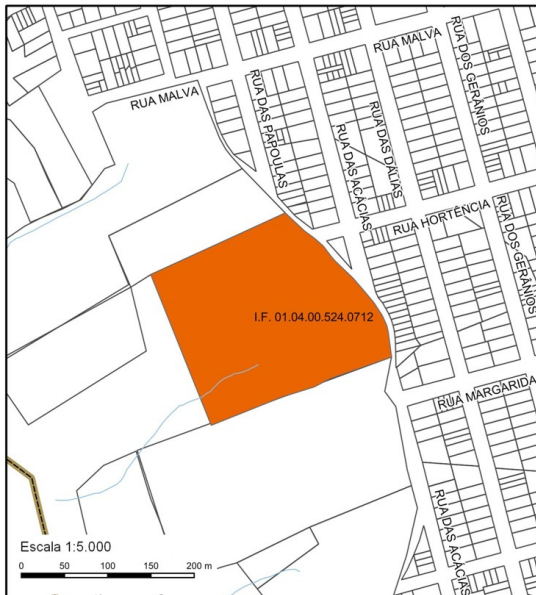 RUA MALVA
RUA DOS GERÂNIOS
RUA MALVA
RUA DAS PAPOULAS
RUA DAS ACÁCIAS
RUA DAS DÁLIAS
RUA HORTÊNCIA
RUA DOS GERÂNIOS
I.F. 01.04.00.524.0712
RUA MARGARIDA
RUA DAS ACÁCIAS
Escala 1:5.000
0 50 100 150 200 m